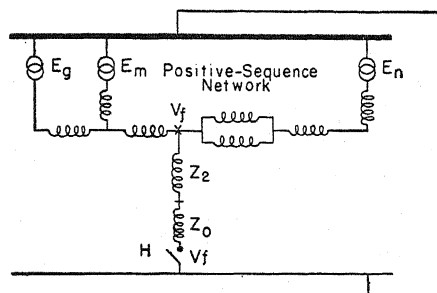 Eg
Em
En
Positive-Sequence
Network
Vf
Z2
Z0
H
Vf